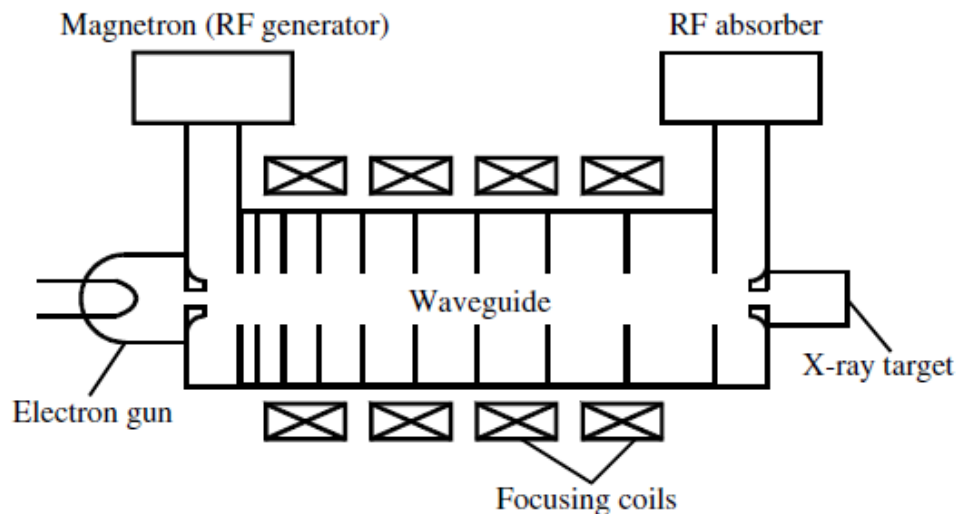 Magnetron (RF generator)
RF absorber
Waveguide
X-ray target
Electron gun
Focusing coils